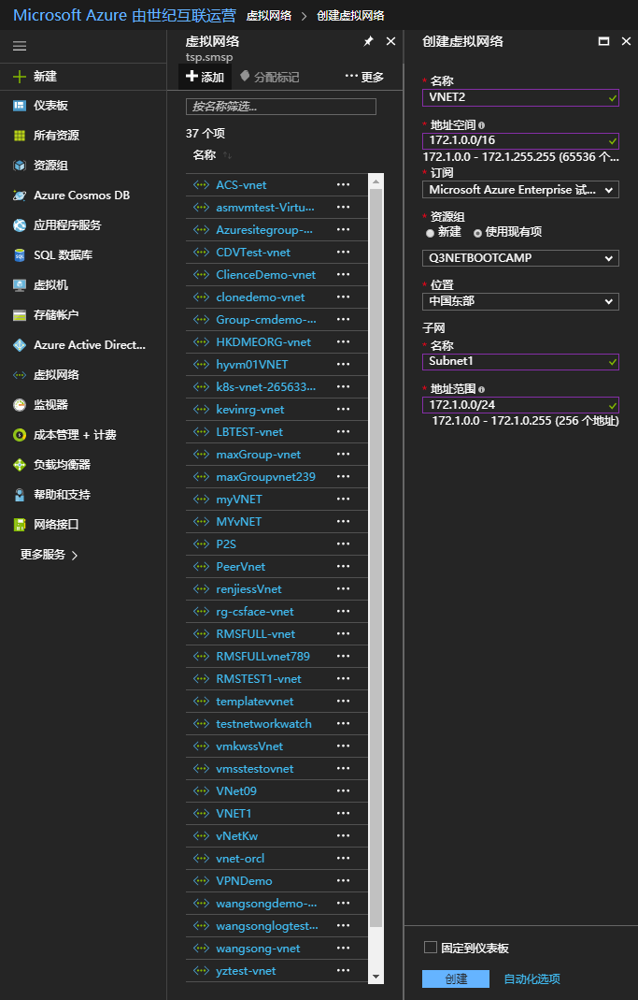 Microsoft Azure 由世纪互联运营 虚拟网络 > 创建虚拟网络
新建
仪表板
所有资源
资源组
Azure Cosmos DB
应用程序服务
SQL 数据库
虚拟机
存储帐户
Azure Active Direct...
虚拟网络
监视器
成本管理 + 计费
负载均衡器
帮助和支持
网络接口
更多服务 >
虚拟网络
tsp.smsp
添加 分配标记 ··· 更多
按名称筛选...
37 个项
名称
ACS-vnet
asmvmtest-Virtu...
Azuresitegroup-...
CDVTest-vnet
ClienceDemo-vnet
clonedemo-vnet
Group-cmdemo-...
HKDMEORG-vnet
hyvm01VNET
k8s-vnet-265633...
kevinrg-vnet
LBTEST-vnet
maxGroup-vnet
maxGroupvnet239
myVNET
MYvNET
P2S
PeerVnet
renjiessVnet
rg-csface-vnet
RMSFULL-vnet
RMSFULLvnet789
RMSTEST1-vnet
templatevvnet
testnetworkwatch
vmkwssVnet
vmsstestovnet
VNet09
VNET1
vNetKw
vnet-orcl
VPNDemo
wangsongdemo-...
wangsonglogtest...
wangsong-vnet
yztest-vnet
创建虚拟网络
* 名称
VNET2
* 地址空间
172.1.0.0/16
172.1.0.0 - 172.1.255.255 (65536 个...
* 订阅
Microsoft Azure Enterprise 试...
* 资源组
新建 使用现有项
Q3NETBOOTCAMP
* 位置
中国东部
子网
* 名称
Subnet1
* 地址范围
172.1.0.0/24
172.1.0.0 - 172.1.0.255 (256 个地址)
固定到仪表板
创建 自动化选项